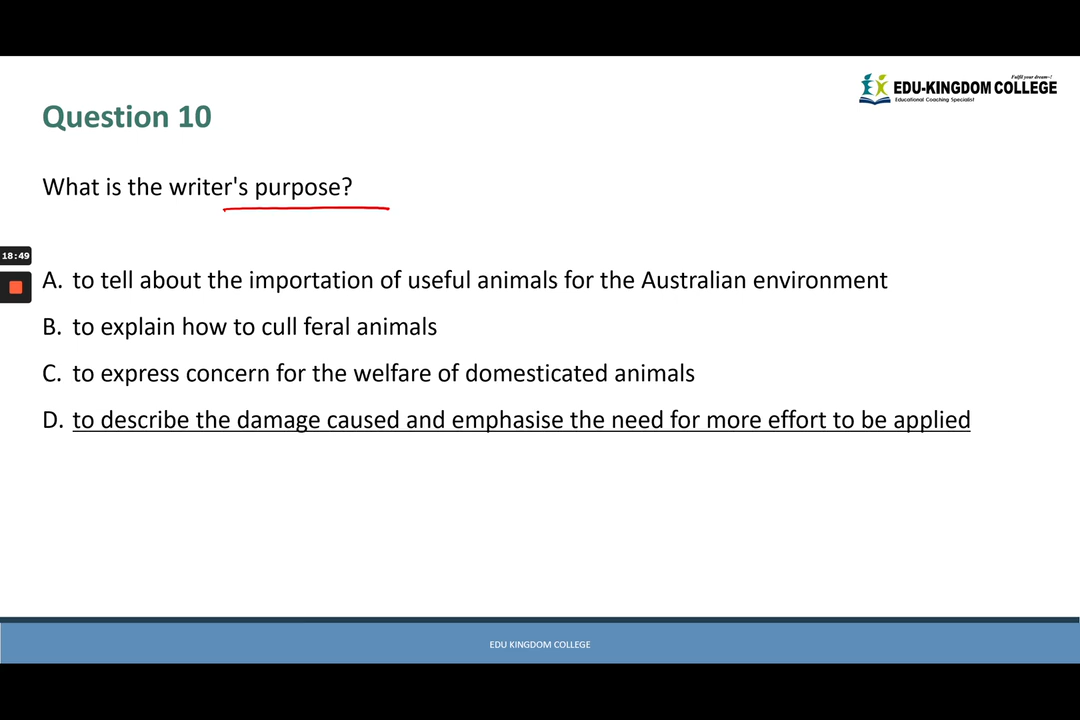 Fulfil your dream~!
EDU-KINGDOM COLLEGE
Educational Coaching Specialist
Question 10
What is the writer's purpose?
18:49
A. to tell about the importation of useful animals for the Australian environment
B. to explain how to cull feral animals
C. to express concern for the welfare of domesticated animals
D. to describe the damage caused and emphasise the need for more effort to be applied
EDU KINGDOM COLLEGE